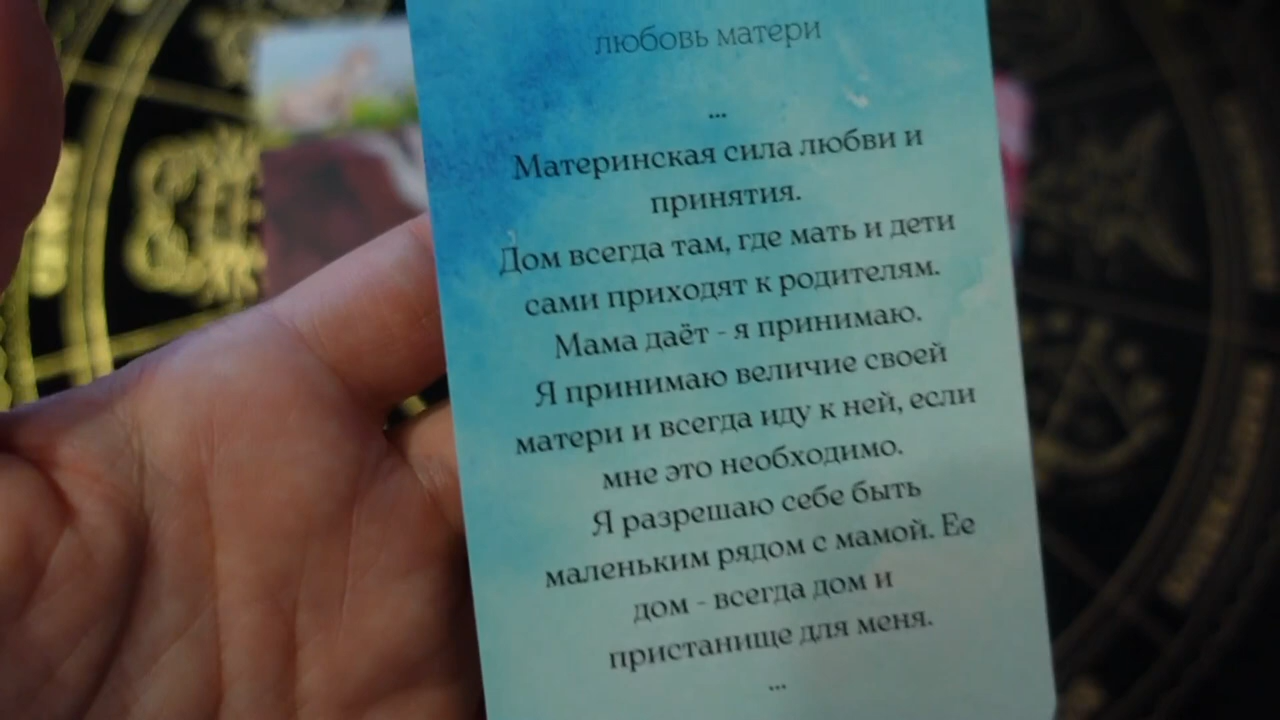 любовь матери
...
Материнская сила любви и
принятия.
Дом всегда там, где мать и дети
сами приходят к родителям.
Мама даёт - я принимаю.
Я принимаю величие своей
матери и всегда иду к ней, если
мне это необходимо.
Я разрешаю себе быть
маленьким рядом с мамой. Ее
дом - всегда дом и
пристанище для меня.
...